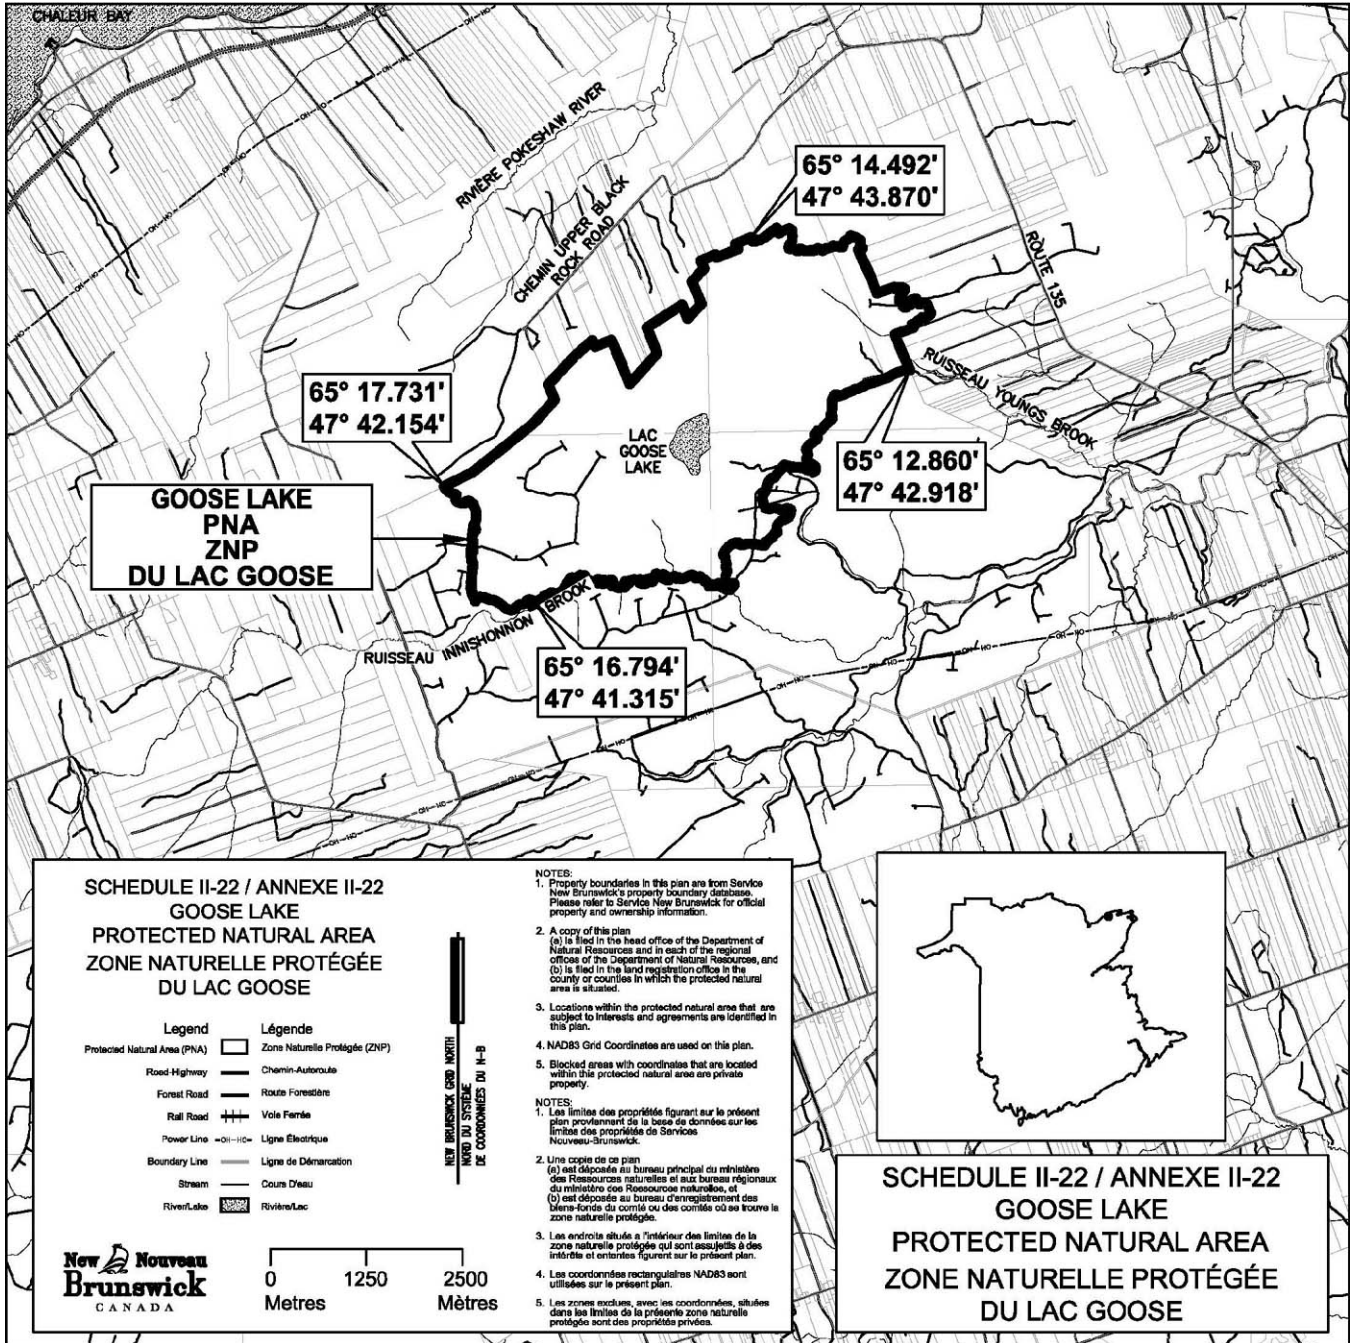 CHALEUR BAY
RIVIÈRE POKESHAW RIVER
CHEMIN UPPER BLACK
ROCK ROAD
65° 14.492'
47° 43.870'
ROUTE 135
RUISSEAU YOUNGS BROOK
65° 17.731'
47° 42.154'
LAC
GOOSE
LAKE
65° 12.860'
47° 42.918'
GOOSE LAKE
PNA
ZNP
DU LAC GOOSE
RUISSEAU INNISHONNON BROOK
65° 16.794'
47° 41.315'
SCHEDULE II-22 / ANNEXE II-22
GOOSE LAKE
PROTECTED NATURAL AREA
ZONE NATURELLE PROTÉGÉE
DU LAC GOOSE
Legend Légende
Protected Natural Area (PNA) Zone Naturelle Protégée (ZNP)
Road-Highway Chemin-Autoroute
Forest Road Route Forestière
Rail Road Voie Ferrée
Power Line -OH-HO- Ligne Électrique
Boundary Line Ligne de Démarcation
Stream Cours D'eau
River/Lake Rivière/Lac
NEW BRUNSWICK GRID NORTH
NORD DU SYSTÈME
DE COORDONNÉES DU N-B
New Nouveau
Brunswick
CANADA
0 1250 2500
Metres Mètres
NOTES:
1. Property boundaries in this plan are from Service
New Brunswick's property boundary database.
Please refer to Service New Brunswick for official
property and ownership information.
2. A copy of this plan
(a) is filed in the head office of the Department of
Natural Resources and in each of the regional
offices of the Department of Natural Resources, and
(b) is filed in the land registration office in the
county or counties in which the protected natural
area is situated.
3. Locations within the protected natural area that are
subject to interests and agreements are identified in
this plan.
4. NAD83 Grid Coordinates are used on this plan.
5. Blocked areas with coordinates that are located
within this protected natural area are private
property.
NOTES:
1. Les limites des propriétés figurant sur le présent
plan proviennent de la base de données sur les
limites des propriétés de Services
Nouveau-Brunswick.
2. Une copie de ce plan
(a) est déposée au bureau principal du ministère
des Ressources naturelles et aux bureau régionaux
du ministère des Ressources naturelles, et
(b) est déposée au bureau d'enregistrement des
biens-fonds du comté ou des comtés où se trouve la
zone naturelle protégée.
3. Les endroits situés a l'intérieur des limites de la
zone naturelle protégée qui sont assujettis à des
intérêts et ententes figurent sur le présent plan.
4. Les coordonnées rectangulaires NAD83 sont
utilisées sur le présent plan.
5. Les zones exclues, avec les coordonnées, situées
dans les limites de la présente zone naturelle
protégée sont des propriétés privées.
SCHEDULE II-22 / ANNEXE II-22
GOOSE LAKE
PROTECTED NATURAL AREA
ZONE NATURELLE PROTÉGÉE
DU LAC GOOSE